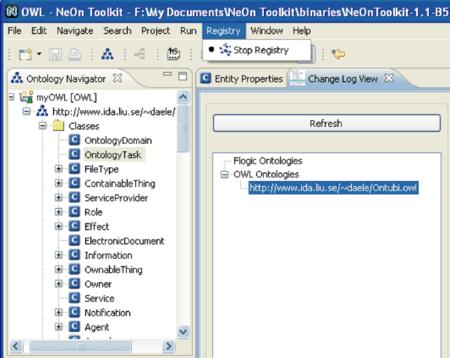 OWL - NeOn Toolkit - F:\My Documents\NeOn Toolkit\binaries\NeOnToolkit-1.1-B5
File Edit Navigate Search Project Run Registry Window Help
Stop Registry
Ontology Navigator
Entity Properties Change Log View
myOWL [OWL]
http://www.ida.liu.se/~daele/
Classes
OntologyDomain
OntologyTask
FileType
ContainableThing
ServiceProvider
Role
Effect
ElectronicDocument
Information
OwnableThing
Owner
Service
Notification
Agent
Refresh
Flogic Ontologies
OWL Ontologies
http://www.ida.liu.se/~daele/Ontubi.owl